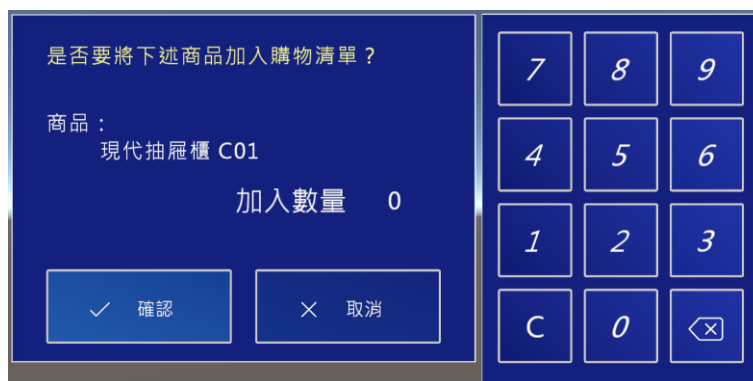 是否要將下述商品加入購物清單？
商品：
現代抽屜櫃 C01
加入數量 0
確認 取消
7 8 9
4 5 6
1 2 3
C 0